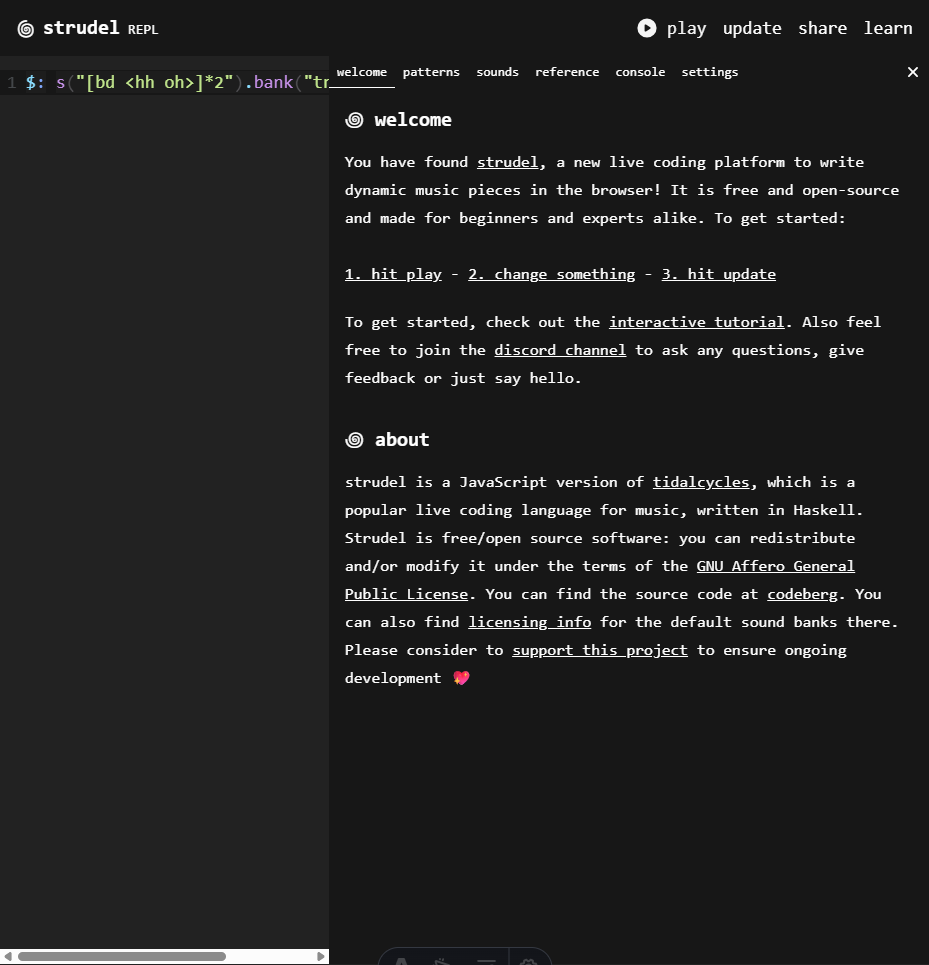 strudel REPL
play update share learn
1 $: s("[bd <hh oh>]*2").bank("tr
welcome patterns sounds reference console settings
welcome
You have found strudel, a new live coding platform to write
dynamic music pieces in the browser! It is free and open-source
and made for beginners and experts alike. To get started:
1. hit play - 2. change something - 3. hit update
To get started, check out the interactive tutorial. Also feel
free to join the discord channel to ask any questions, give
feedback or just say hello.
about
strudel is a JavaScript version of tidalcycles, which is a
popular live coding language for music, written in Haskell.
Strudel is free/open source software: you can redistribute
and/or modify it under the terms of the GNU Affero General
Public License. You can find the source code at codeberg. You
can also find licensing info for the default sound banks there.
Please consider to support this project to ensure ongoing
development 💖